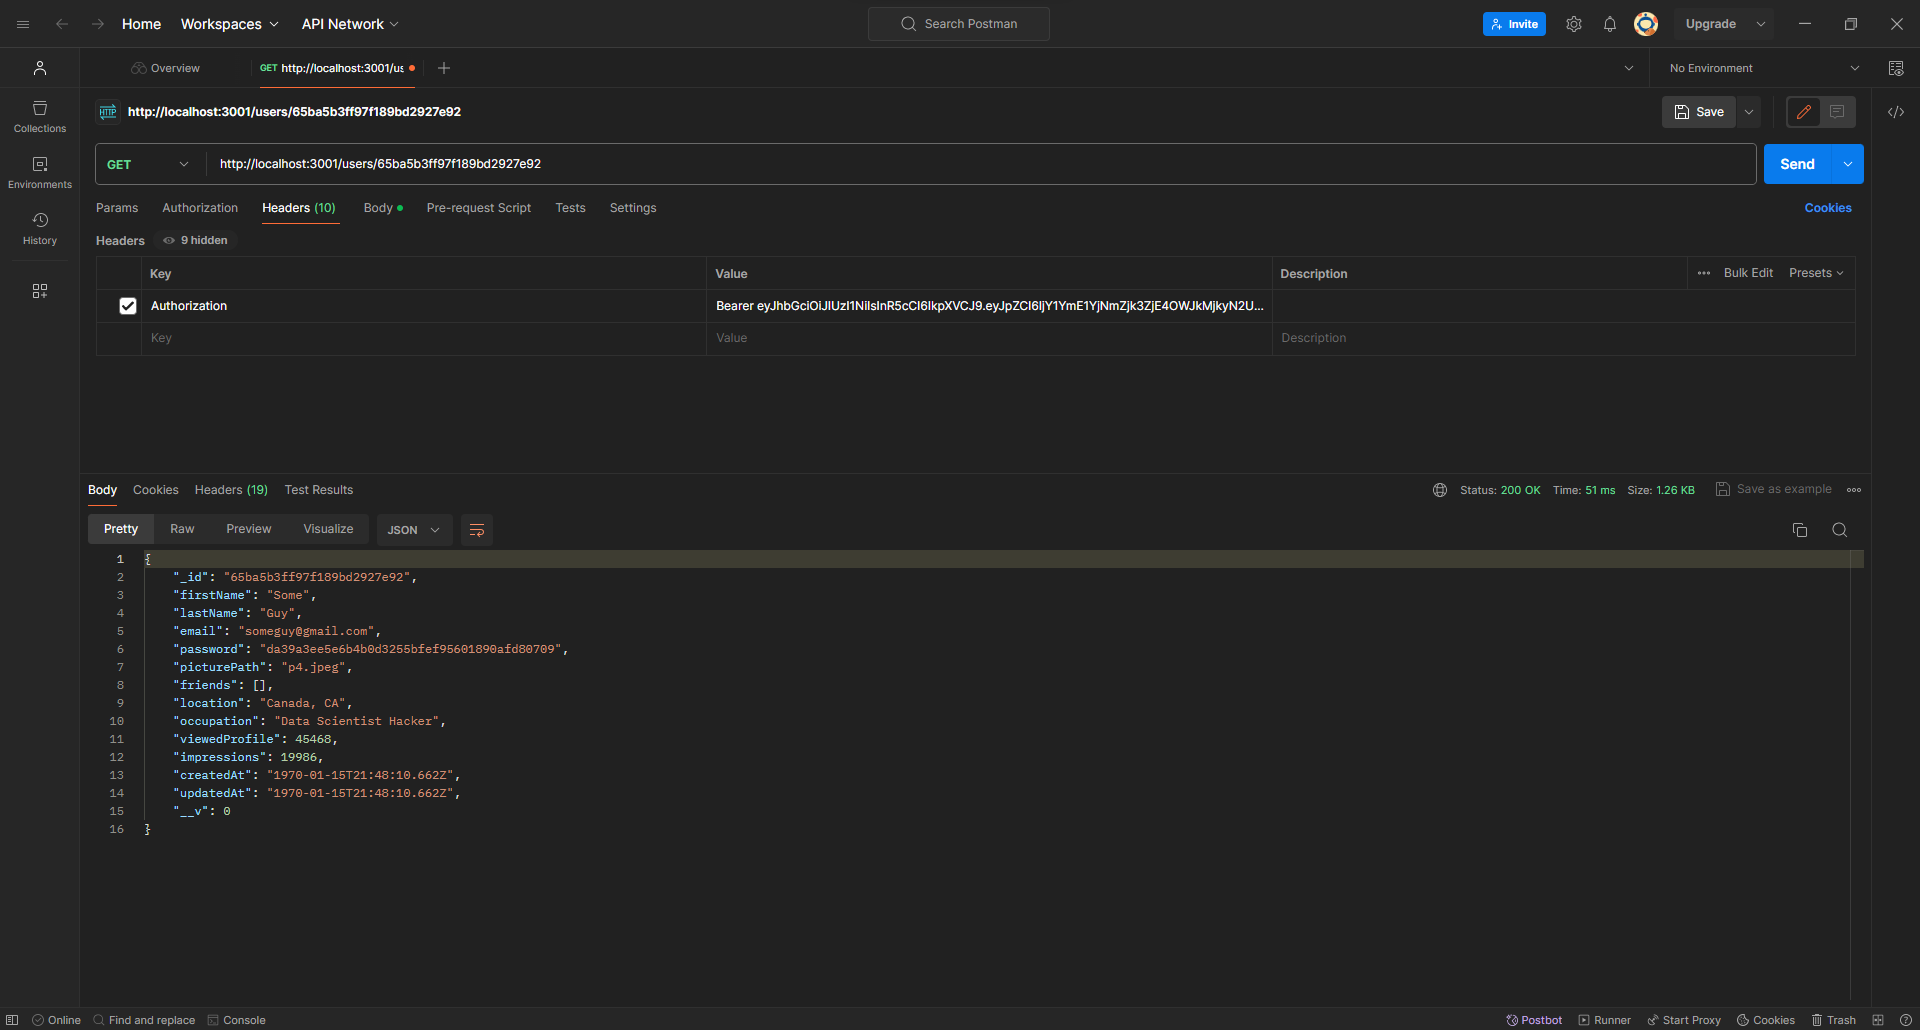 Home Workspaces API Network Search Postman Invite Upgrade
Overview GET http://localhost:3001/us No Environment
HTTP http://localhost:3001/users/65ba5b3ff97f189bd2927e92 Save
Collections
GET http://localhost:3001/users/65ba5b3ff97f189bd2927e92 Send
Environments
Params Authorization Headers (10) Body Pre-request Script Tests Settings Cookies
History
Headers 9 hidden
Key Value Description Bulk Edit Presets
Authorization Bearer eyJhbGciOiJIUzI1NiIsInR5cCI6IkpXVCJ9.eyJpZCI6IjY1YmE1YjNmZjk3ZjE4OWJkMjkyN2U...
Key Value Description
Body Cookies Headers (19) Test Results Status: 200 OK Time: 51 ms Size: 1.26 KB Save as example
Pretty Raw Preview Visualize JSON
1 {
2 "_id": "65ba5b3ff97f189bd2927e92",
3 "firstName": "Some",
4 "lastName": "Guy",
5 "email": "someguy@gmail.com",
6 "password": "da39a3ee5e6b4b0d3255bfef95601890afd80709",
7 "picturePath": "p4.jpeg",
8 "friends": [],
9 "location": "Canada, CA",
10 "occupation": "Data Scientist Hacker",
11 "viewedProfile": 45468,
12 "impressions": 19986,
13 "createdAt": "1970-01-15T21:48:10.662Z",
14 "updatedAt": "1970-01-15T21:48:10.662Z",
15 "__v": 0
16 }
Online Find and replace Console Postbot Runner Start Proxy Cookies Trash